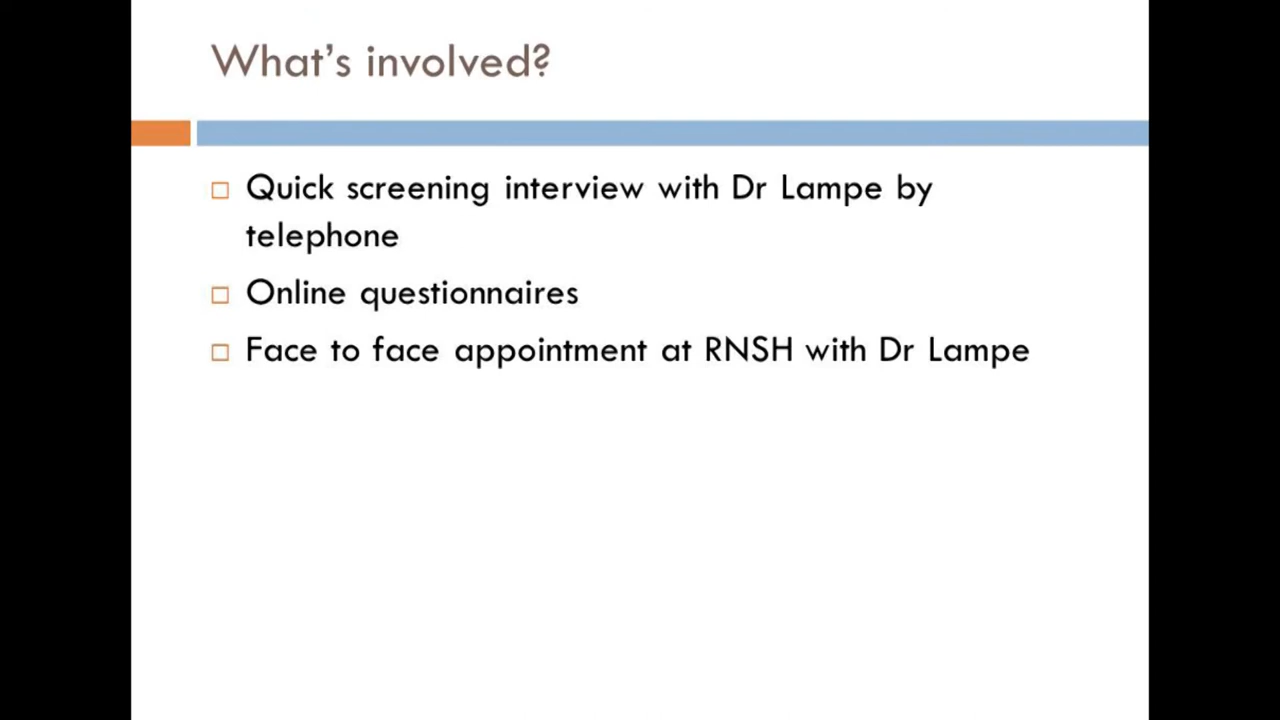 What's involved?
Quick screening interview with Dr Lampe by
telephone
Online questionnaires
Face to face appointment at RNSH with Dr Lampe